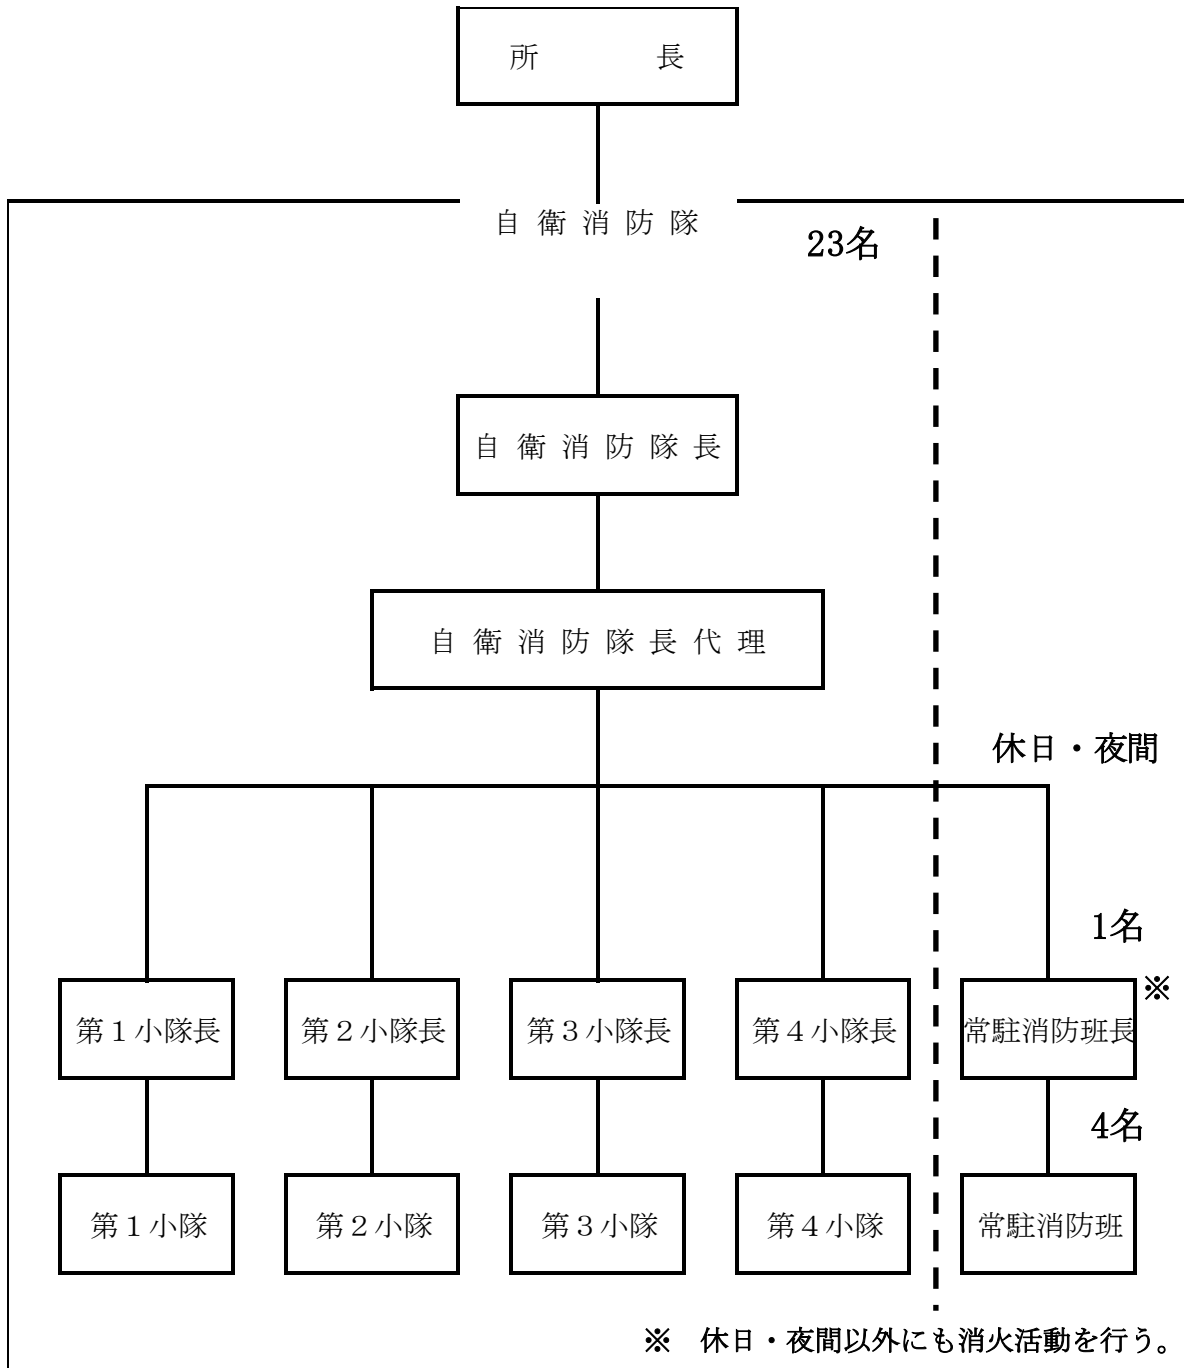 所　　　長
自衛消防隊
23名
自衛消防隊長
自衛消防隊長代理
休日・夜間
1名
※
第１小隊長
第２小隊長
第３小隊長
第４小隊長
常駐消防班長
4名
第１小隊
第２小隊
第３小隊
第４小隊
常駐消防班
※　休日・夜間以外にも消火活動を行う。